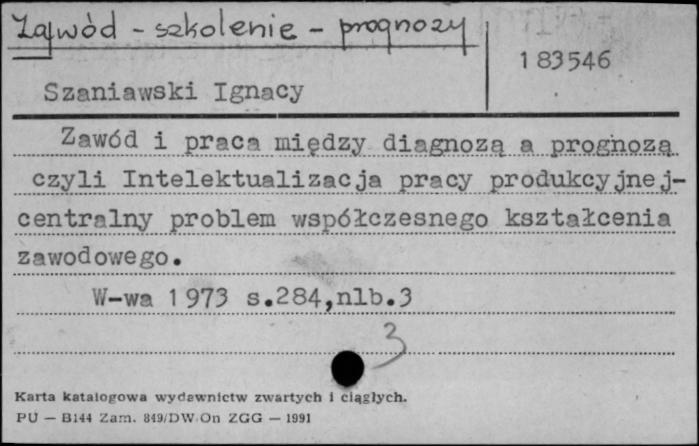 Zawód - szkolenie - prognozy
183546
Szaniawski Ignacy
Zawód i praca między diagnozą a prognozą
czyli Intelektualizacja pracy produkcyjnej-
centralny problem współczesnego kształcenia
zawodowego.
W-wa 1973 s.284,nlb.3
3
Karta katalogowa wydawnictw zwartych i ciągłych.
PU — B144 Zam. 849/DW On ZGG — 1991